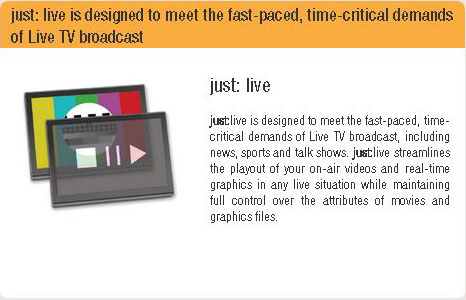 just: live is designed to meet the fast-paced, time-critical demands
of Live TV broadcast
just: live
just:live is designed to meet the fast-paced, time-
critical demands of Live TV broadcast, including
news, sports and talk shows. just:live streamlines
the playout of your on-air videos and real-time
graphics in any live situation while maintaining
full control over the attributes of movies and
graphics files.